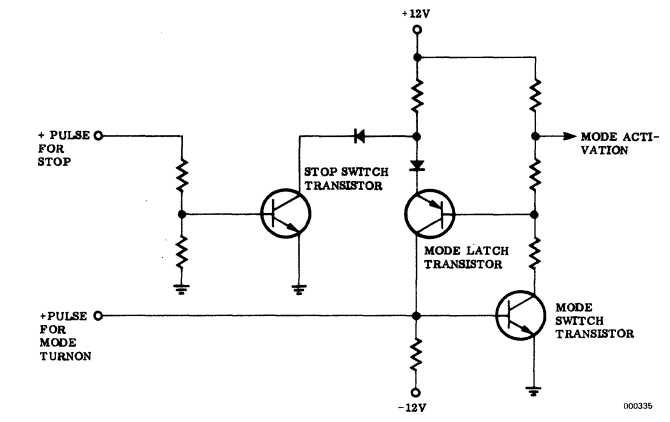 +12V
+ PULSE
FOR
STOP
MODE ACTI-
VATION
STOP SWITCH
TRANSISTOR
MODE LATCH
TRANSISTOR
+PULSE
FOR
MODE
TURNON
MODE
SWITCH
TRANSISTOR
-12V
000335